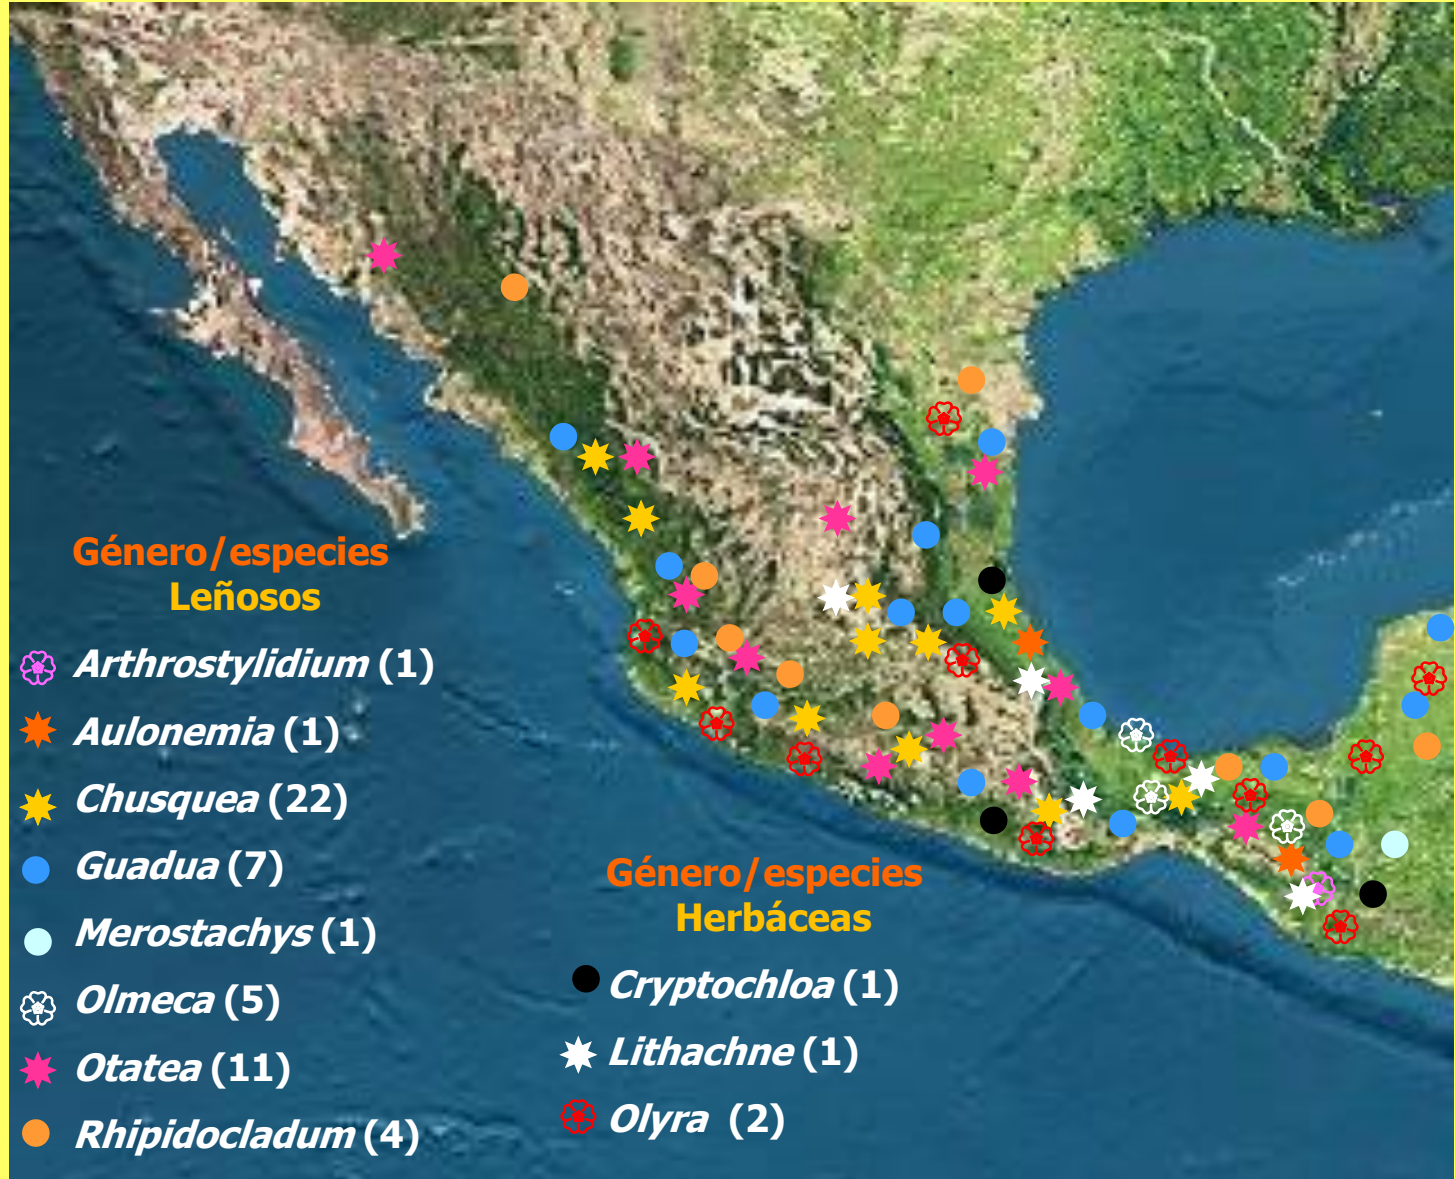 Género/especies
Leñosos
Arthrostylidium (1)
Aulonemia (1)
Chusquea (22)
Guadua (7)
Merostachys (1)
Olmeca (5)
Otatea (11)
Rhipidocladum (4)
Género/especies
Herbáceas
Cryptochloa (1)
Lithachne (1)
Olyra (2)